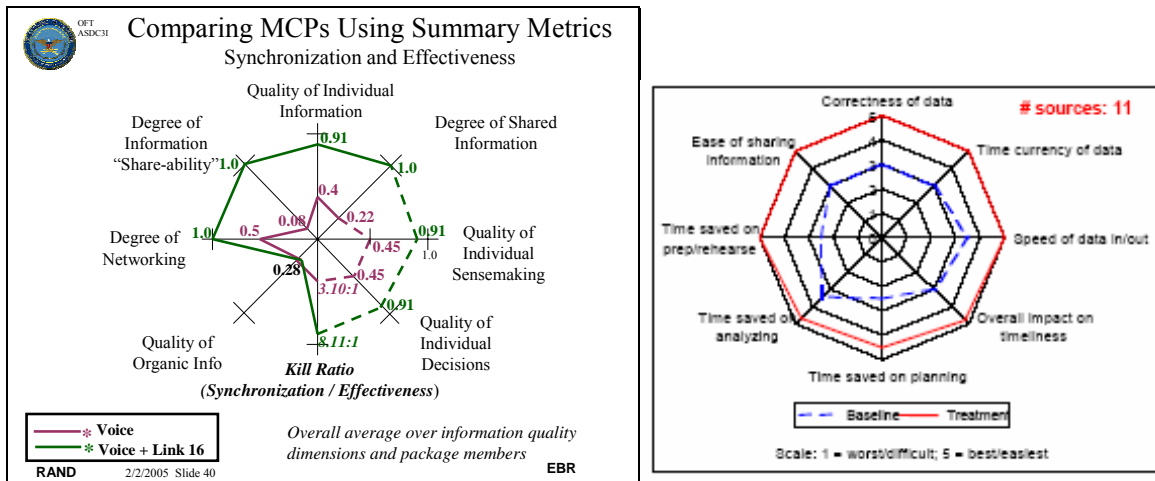 OFT
ASDC3I
Comparing MCPs Using Summary Metrics
Synchronization and Effectiveness
Quality of Individual
Information
Degree of
Information
“Share-ability”
Degree of Shared
Information
0.91
1.0
1.0
0.4
0.08
0.22
1.0
0.5
0.45
0.91
1.0
Degree of
Networking
Quality of
Individual
Sensemaking
0.28
0.45
3.10:1
0.91
Quality of
Organic Info
8.11:1
Quality of
Individual
Decisions
Kill Ratio
(Synchronization / Effectiveness)
* Voice
* Voice + Link 16
Overall average over information quality
dimensions and package members
RAND
2/2/2005 Slide 40
EBR
# sources: 11
Correctness of data
Ease of sharing
information
Time currency of data
5
4
3
2
1
0
Time saved on
prep/rehearse
Speed of data in/out
Time saved on
analyzing
Overall impact on
timeliness
Time saved on planning
Baseline
Treatment
Scale: 1 = worst/difficult; 5 = best/easiest